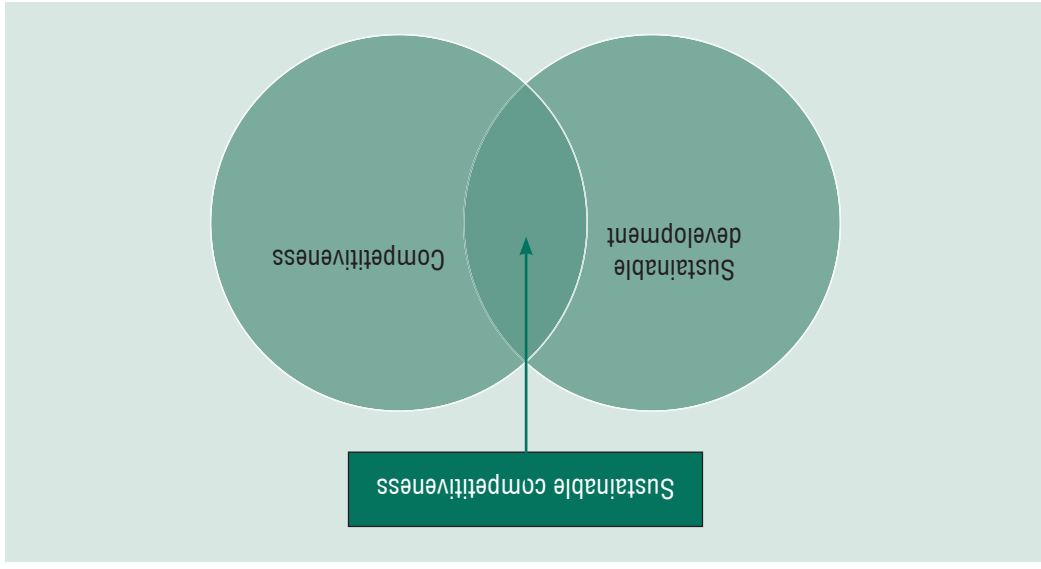 Sustainable competitiveness
Sustainable
development
Competitiveness